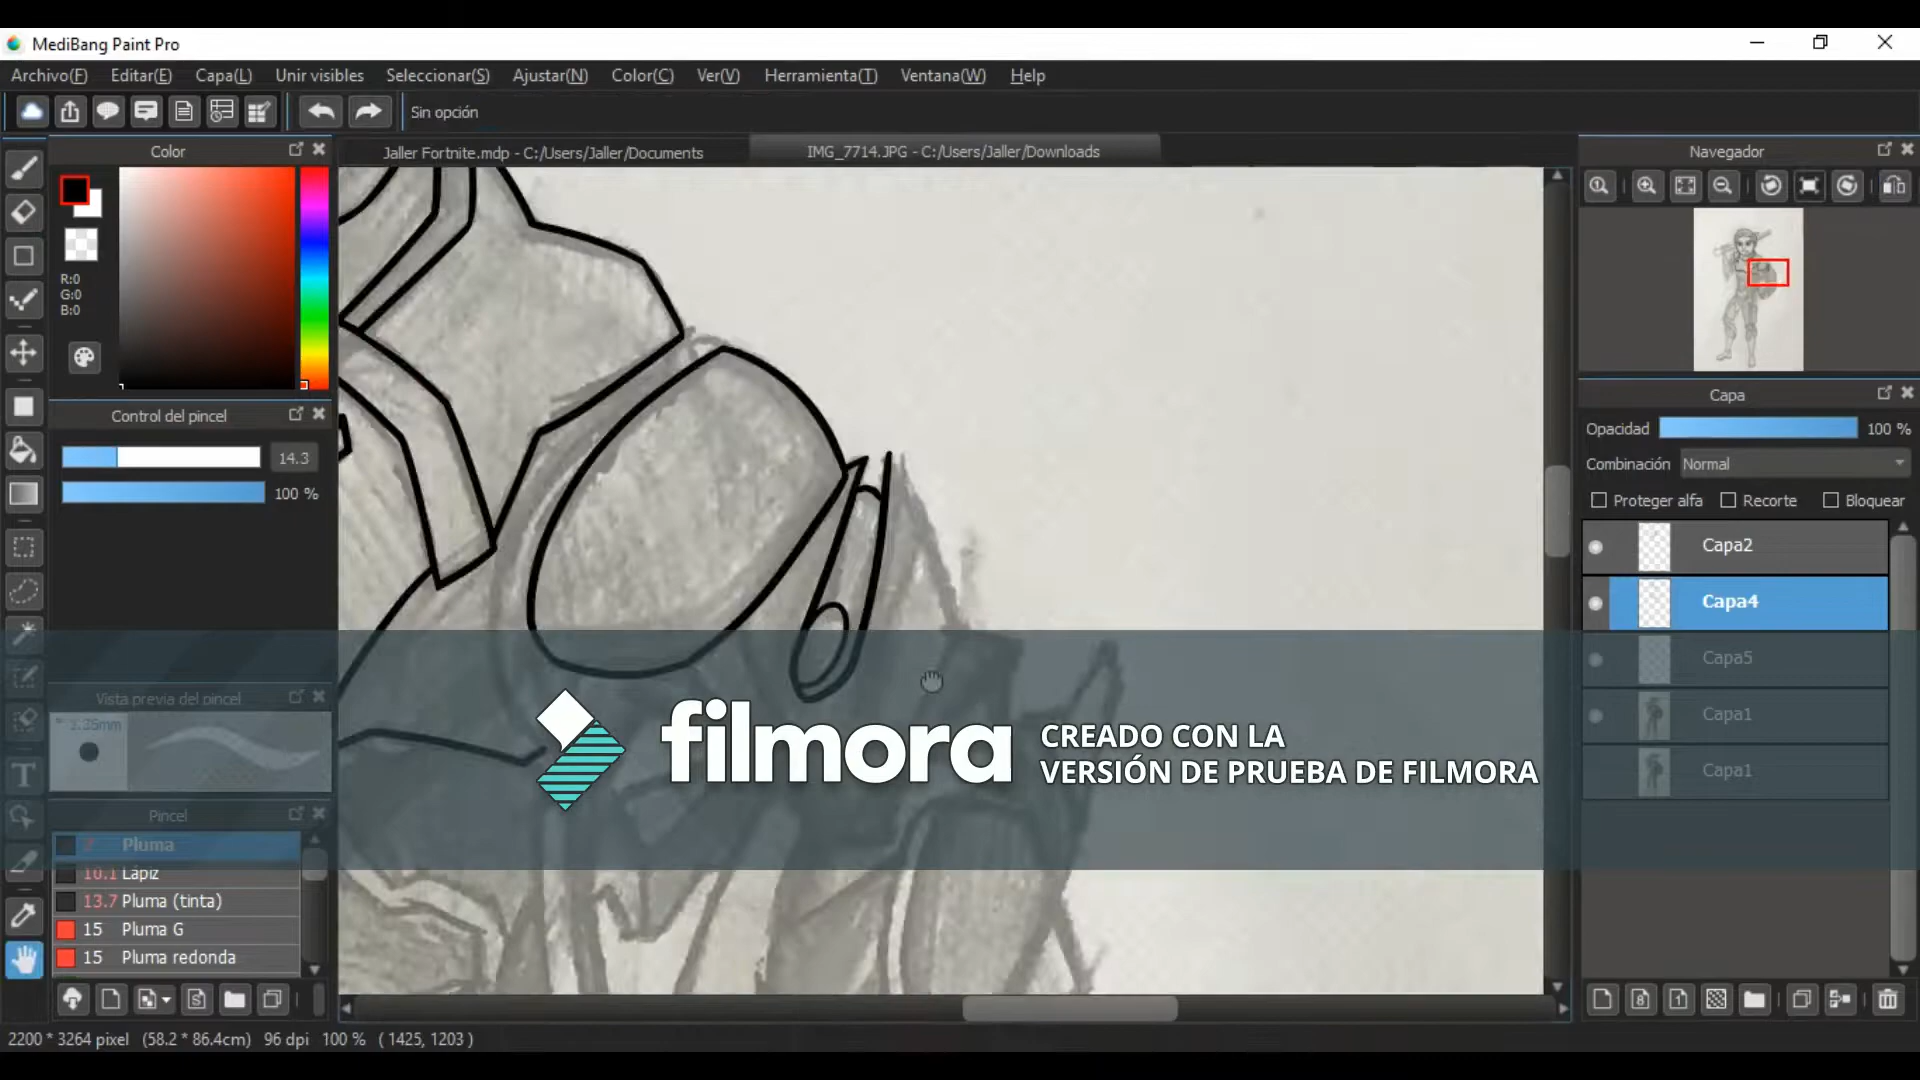 MediBang Paint Pro
Archivo(F) Editar(E) Capa(L) Unir visibles Seleccionar(S) Ajustar(N) Color(C) Ver(V) Herramienta(T) Ventana(W) Help
Sin opción
Color
Jaller Fortnite.mdp - C:/Users/Jaller/Documents
IMG_7714.JPG - C:/Users/Jaller/Downloads
Navegador
R:0
G:0
B:0
Control del pincel
14.3
100 %
Capa
Opacidad 100 %
Combinación Normal
Proteger alfa Recorte Bloquear
Capa2
Capa4
Capa5
Capa1
Capa1
Vista previa del pincel
Pincel
Pluma
10.1 Lápiz
13.7 Pluma (tinta)
15 Pluma G
15 Pluma redonda
filmora
CREADO CON LA
VERSIÓN DE PRUEBA DE FILMORA
2200 * 3264 pixel (58.2 * 86.4cm) 96 dpi 100 % ( 1425, 1203 )